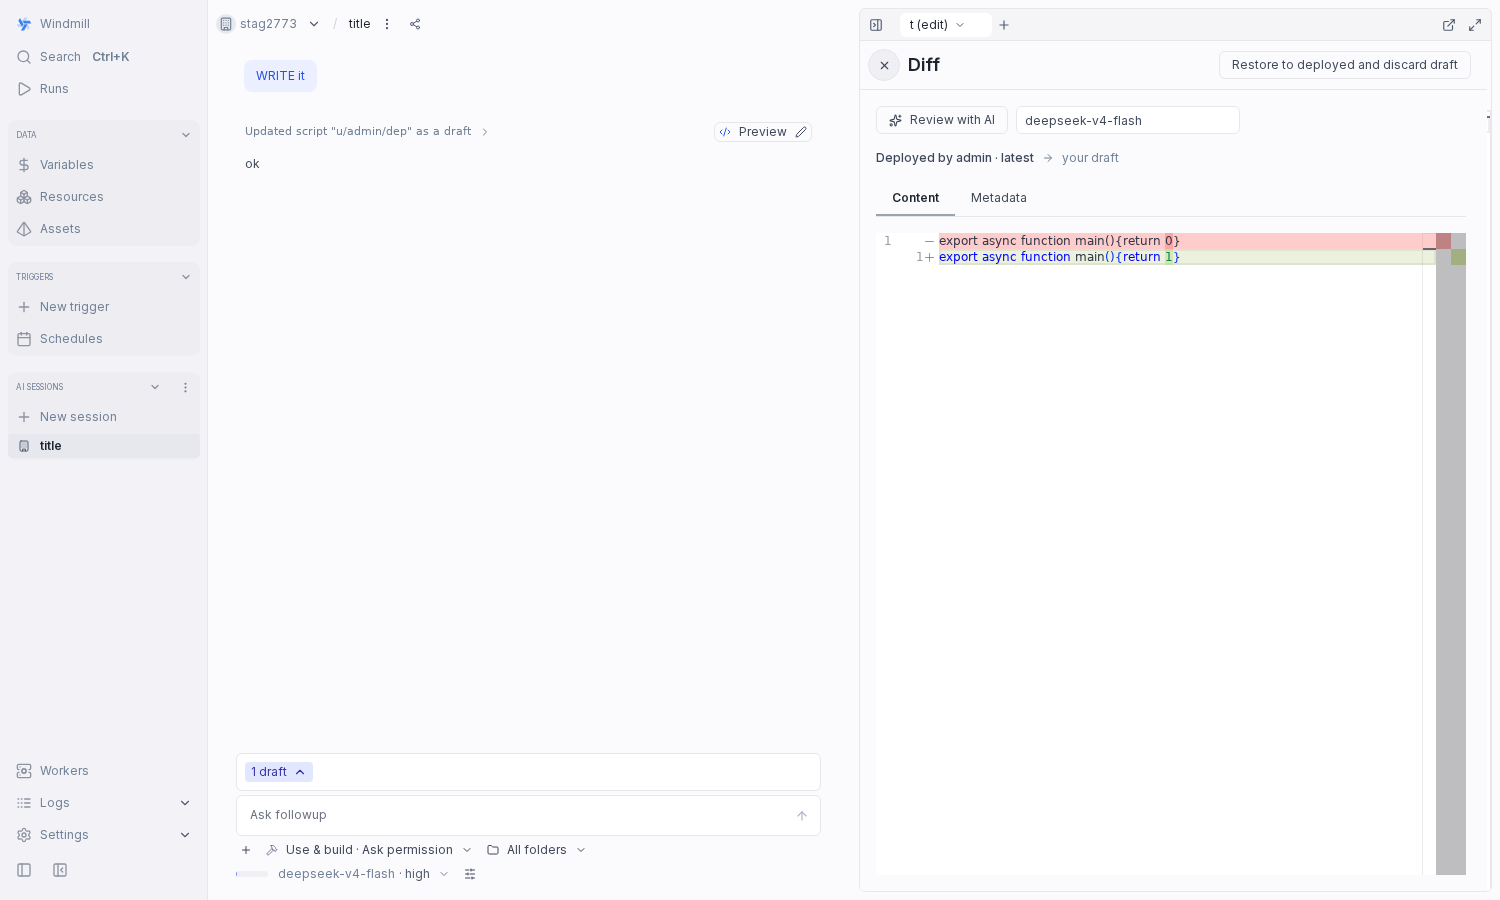 Windmill
Search Ctrl+K
Runs
DATA
Variables
Resources
Assets
TRIGGERS
New trigger
Schedules
AI SESSIONS
New session
title
Workers
Logs
Settings
stag2773 / title
WRITE it
Updated script "u/admin/dep" as a draft
Preview
ok
1 draft
Ask followup
Use & build · Ask permission
All folders
deepseek-v4-flash · high
t (edit)
Diff
Restore to deployed and discard draft
Review with AI
deepseek-v4-flash
Deployed by admin · latest → your draft
Content
Metadata
1 − export async function main(){return 0}
1 + export async function main(){return 1}